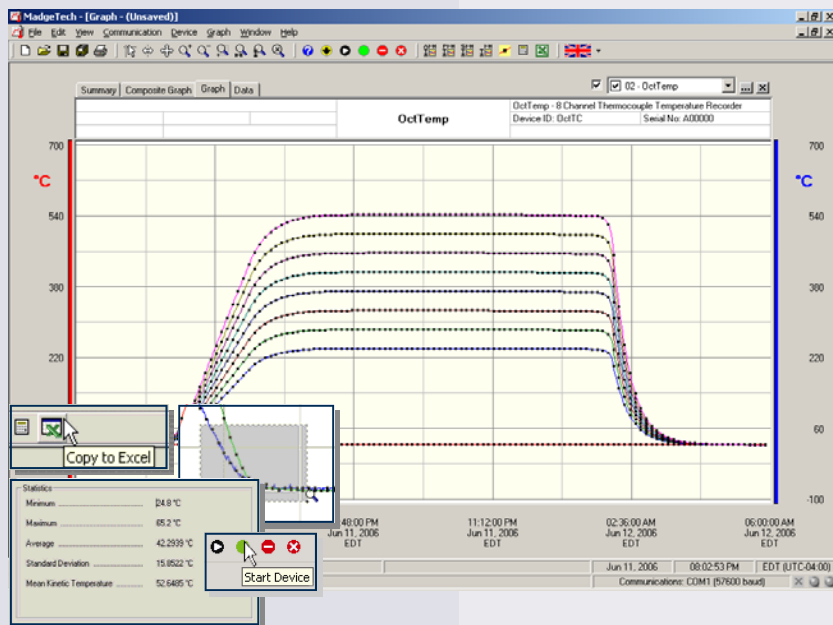 MadgeTech - [Graph - (Unsaved)]
File Edit View Communication Device Graph Window Help
Summary Composite Graph Graph Data
02 - OctTemp
OctTemp
OctTemp - 8 Channel Thermocouple Temperature Recorder
Device ID: OctTC Serial No: A00000
700 700
°C °C
540 540
380 380
220 220
60
-100
Copy to Excel
Statistics
Minimum 24.8 °C
Maximum 65.2 °C
Average 42.2939 °C
Standard Deviation 15.8522 °C
Mean Kinetic Temperature 52.6485 °C
Start Device
48:00 PM 11:12:00 PM 02:36:00 AM 06:00:00 AM
Jun 11, 2006 Jun 11, 2006 Jun 12, 2006 Jun 12, 2006
EDT EDT EDT EDT
Jun 11, 2006 08:02:53 PM EDT (UTC-04:00)
Communications: COM1 (57600 baud)